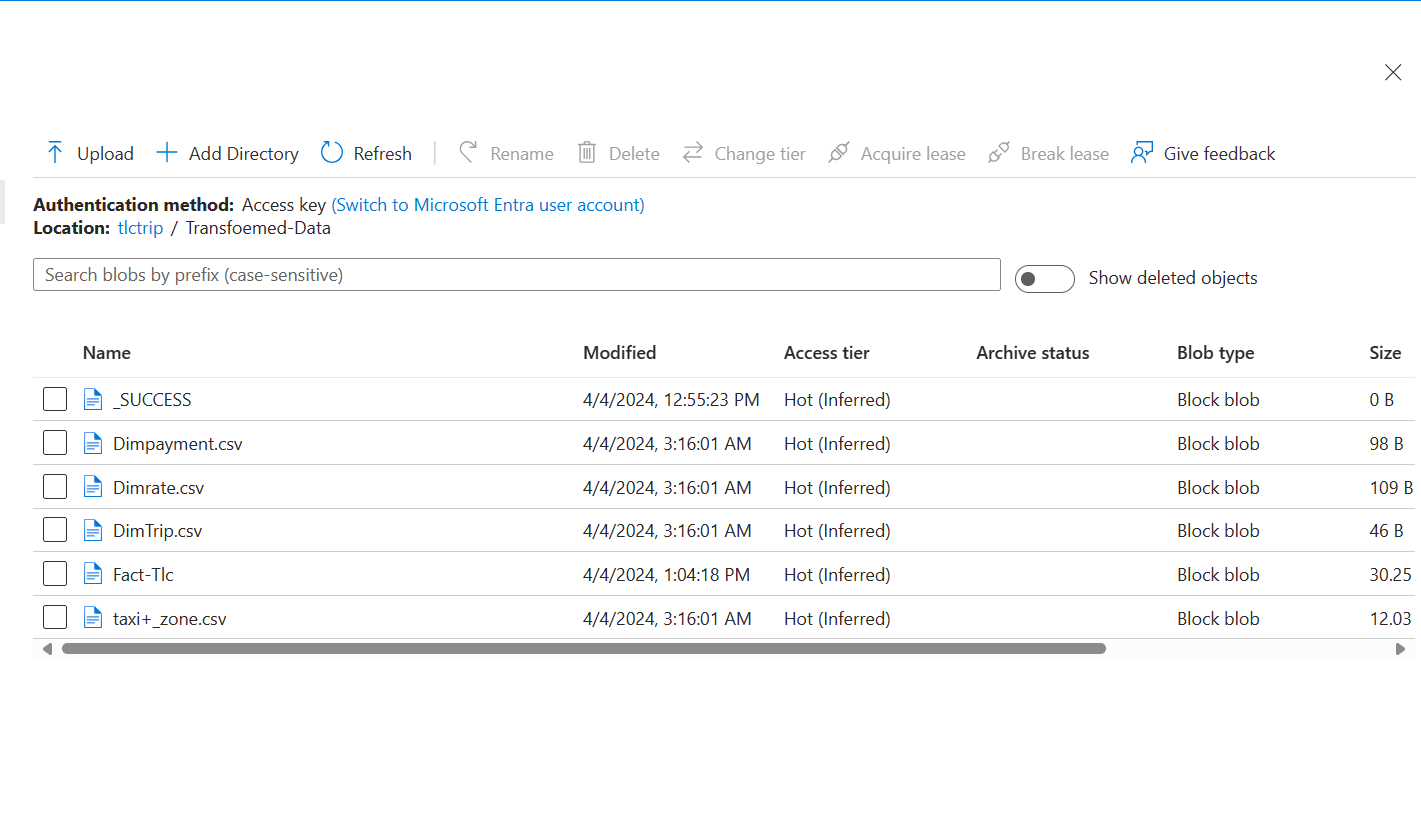 Upload Add Directory Refresh Rename Delete Change tier Acquire lease Break lease Give feedback
Authentication method: Access key (Switch to Microsoft Entra user account)
Location: tlctrip / Transfoemed-Data
Search blobs by prefix (case-sensitive) Show deleted objects
Name Modified Access tier Archive status Blob type Size
_SUCCESS 4/4/2024, 12:55:23 PM Hot (Inferred) Block blob 0 B
Dimpayment.csv 4/4/2024, 3:16:01 AM Hot (Inferred) Block blob 98 B
Dimrate.csv 4/4/2024, 3:16:01 AM Hot (Inferred) Block blob 109 B
DimTrip.csv 4/4/2024, 3:16:01 AM Hot (Inferred) Block blob 46 B
Fact-Tlc 4/4/2024, 1:04:18 PM Hot (Inferred) Block blob 30.25
taxi+_zone.csv 4/4/2024, 3:16:01 AM Hot (Inferred) Block blob 12.03